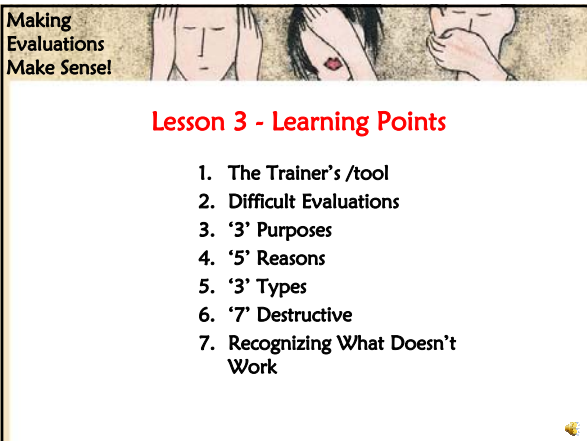 Making
Evaluations
Make Sense!
Lesson 3 - Learning Points
1. The Trainer’s /tool
2. Difficult Evaluations
3. ‘3’ Purposes
4. ‘5’ Reasons
5. ‘3’ Types
6. ‘7’ Destructive
7. Recognizing What Doesn’t
Work